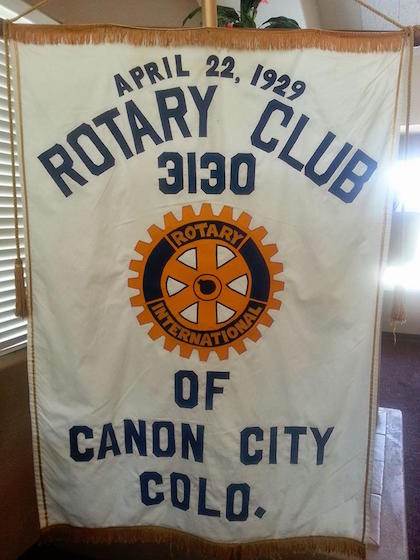 APRIL 22, 1929
ROTARY CLUB
3130
ROTARY
INTERNATIONAL
OF
CANON CITY
COLO.